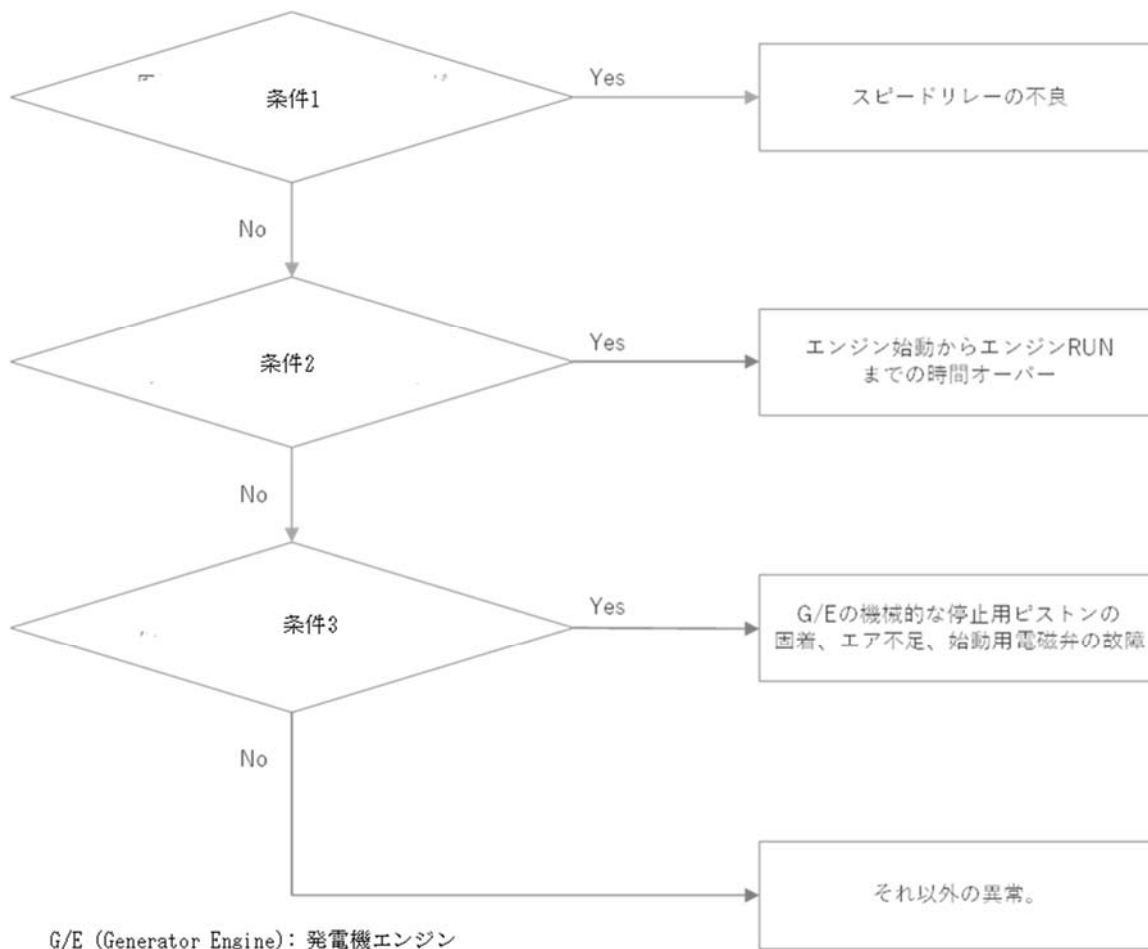 条件1
Yes
スピードリレーの不良
No
条件2
Yes
エンジン始動からエンジンRUN
までの時間オーバー
No
条件3
Yes
G/Eの機械的な停止用ピストンの
固着、エア不足、始動用電磁弁の故障
No
それ以外の異常。
G/E (Generator Engine): 発電機エンジン